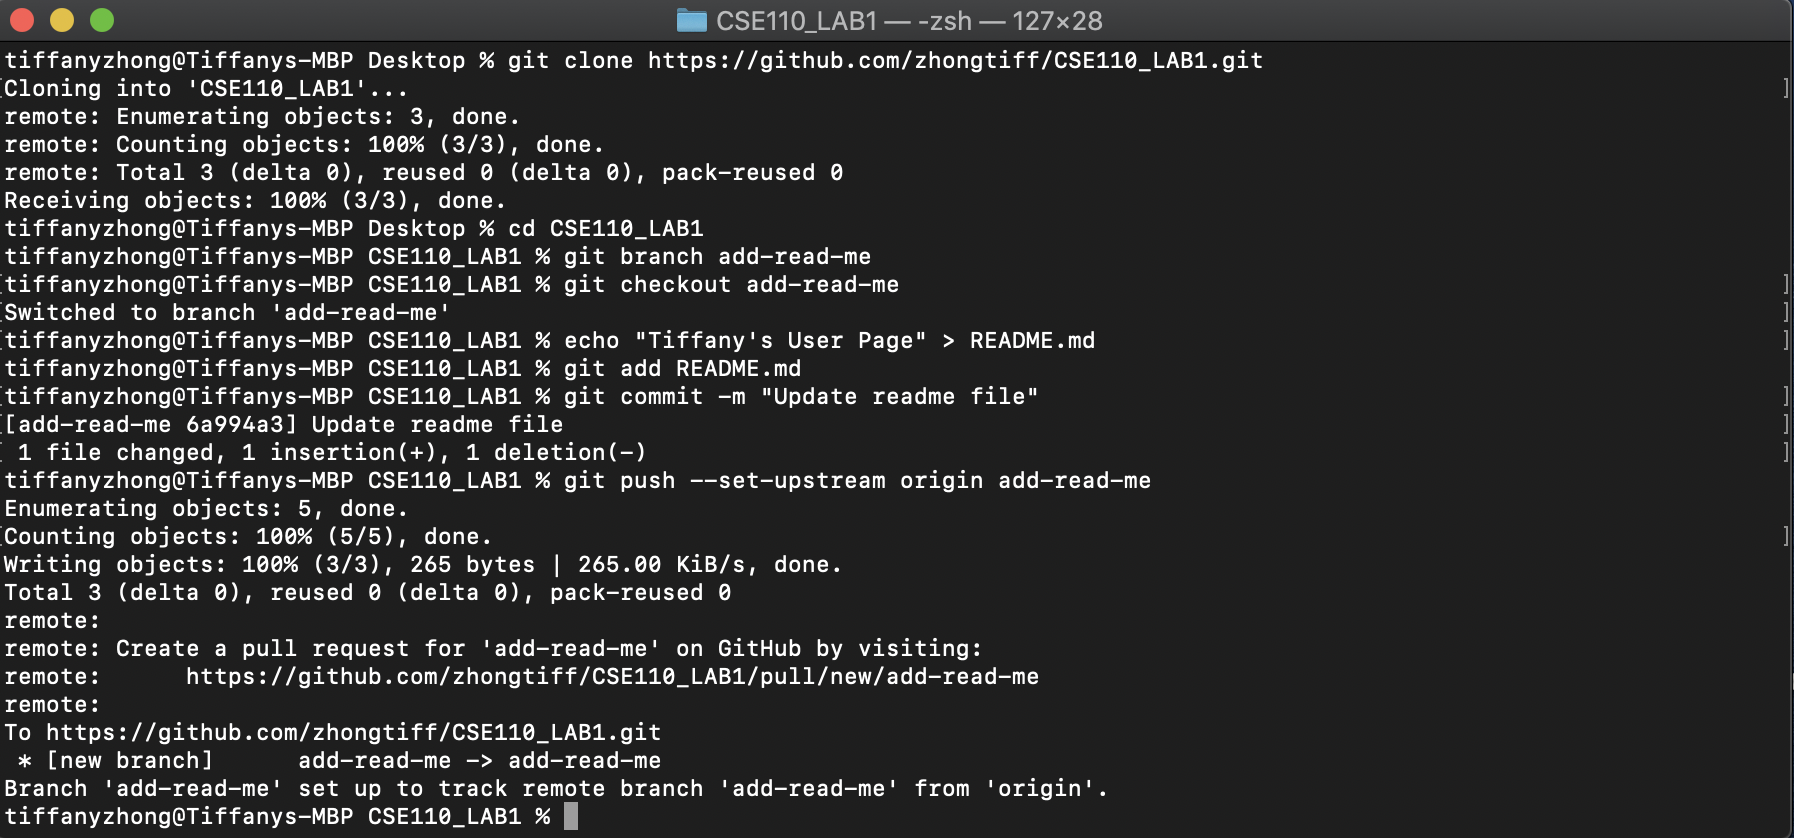 CSE110_LAB1 — -zsh — 127×28
tiffanyzhong@Tiffanys-MBP Desktop % git clone https://github.com/zhongtiff/CSE110_LAB1.git
Cloning into 'CSE110_LAB1'...
remote: Enumerating objects: 3, done.
remote: Counting objects: 100% (3/3), done.
remote: Total 3 (delta 0), reused 0 (delta 0), pack-reused 0
Receiving objects: 100% (3/3), done.
tiffanyzhong@Tiffanys-MBP Desktop % cd CSE110_LAB1
tiffanyzhong@Tiffanys-MBP CSE110_LAB1 % git branch add-read-me
tiffanyzhong@Tiffanys-MBP CSE110_LAB1 % git checkout add-read-me
Switched to branch 'add-read-me'
tiffanyzhong@Tiffanys-MBP CSE110_LAB1 % echo "Tiffany's User Page" > README.md
tiffanyzhong@Tiffanys-MBP CSE110_LAB1 % git add README.md
tiffanyzhong@Tiffanys-MBP CSE110_LAB1 % git commit -m "Update readme file"
[add-read-me 6a994a3] Update readme file
 1 file changed, 1 insertion(+), 1 deletion(-)
tiffanyzhong@Tiffanys-MBP CSE110_LAB1 % git push --set-upstream origin add-read-me
Enumerating objects: 5, done.
Counting objects: 100% (5/5), done.
Writing objects: 100% (3/3), 265 bytes | 265.00 KiB/s, done.
Total 3 (delta 0), reused 0 (delta 0), pack-reused 0
remote:
remote: Create a pull request for 'add-read-me' on GitHub by visiting:
remote:      https://github.com/zhongtiff/CSE110_LAB1/pull/new/add-read-me
remote:
To https://github.com/zhongtiff/CSE110_LAB1.git
 * [new branch]      add-read-me -> add-read-me
Branch 'add-read-me' set up to track remote branch 'add-read-me' from 'origin'.
tiffanyzhong@Tiffanys-MBP CSE110_LAB1 %